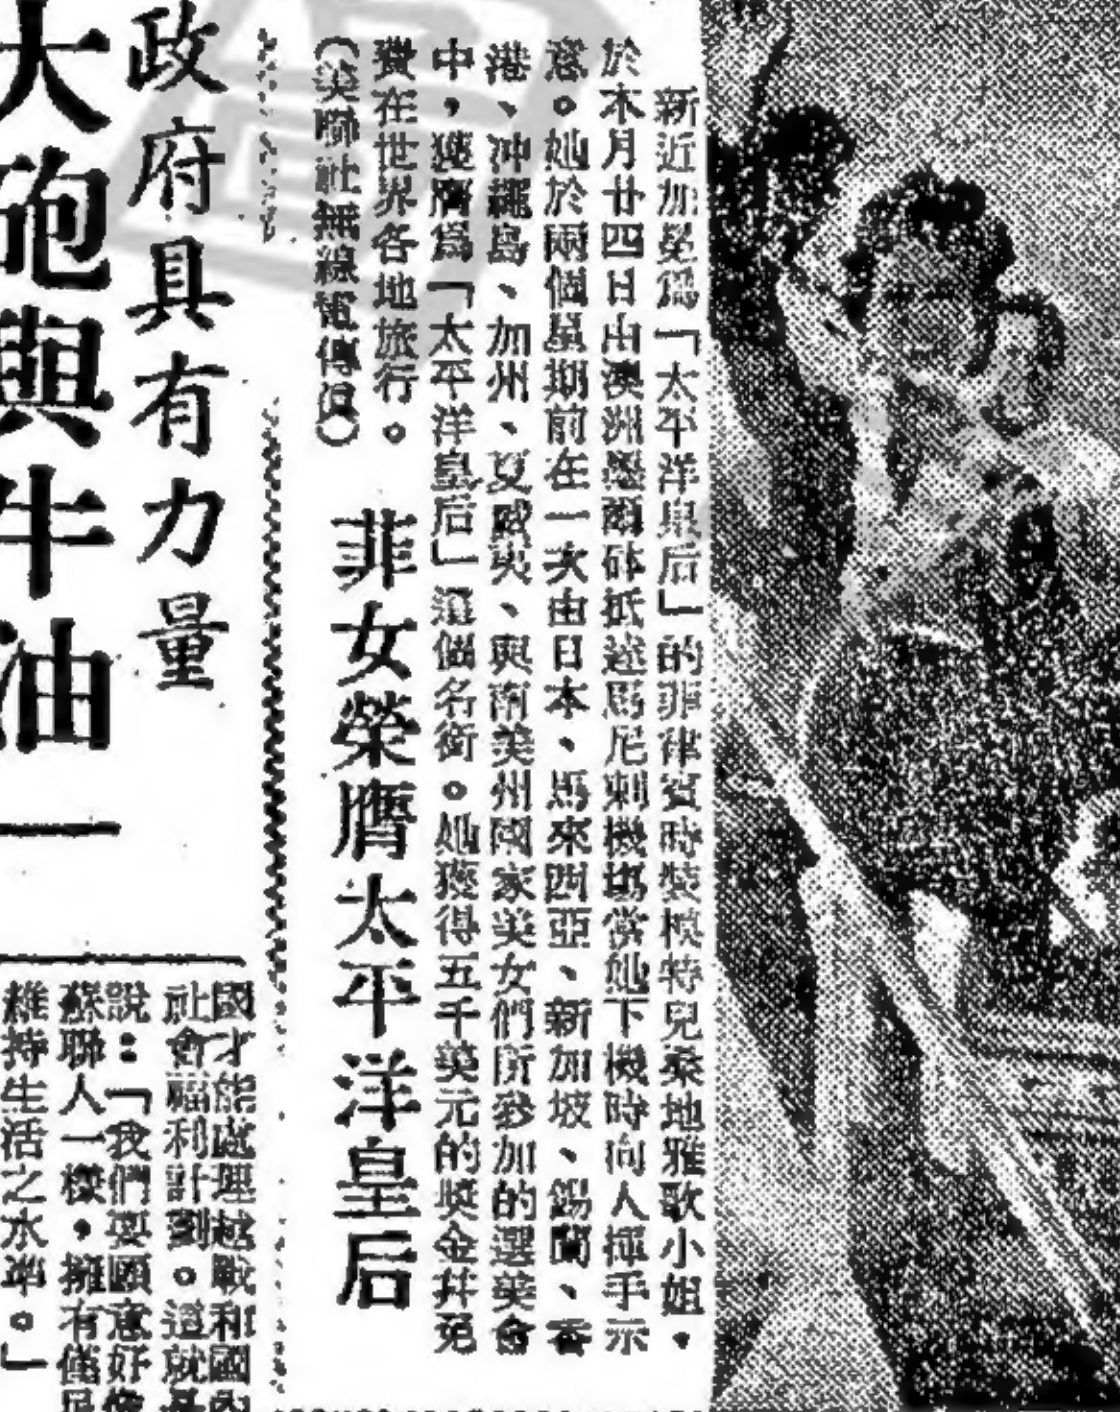 新近加冕爲「太平洋皇后」的菲律賓時裝模特兒桑地雅歌小姐，
於本月廿四日由澳洲墨爾砵抵達馬尼剌機場當她下機時向人揮手示
意。她於兩個星期前在一次由日本、馬來西亞、新加坡、錫蘭、香
港、冲繩島、加州、夏威夷、與南美州國家美女們所參加的選美會
中，獲膺爲「太平洋皇后」這個名銜。她獲得五千美元的奬金幷免
費在世界各地旅行。
（美聯社無線電傳眞）
菲女榮膺太平洋皇后
政府具有力量
大砲與牛油一
國才能處理越戰和國內
社會福利計劃。這就是
說：「我們要願意好像
蘇聯人一樣，擁有僅足
維持生活之水準。」